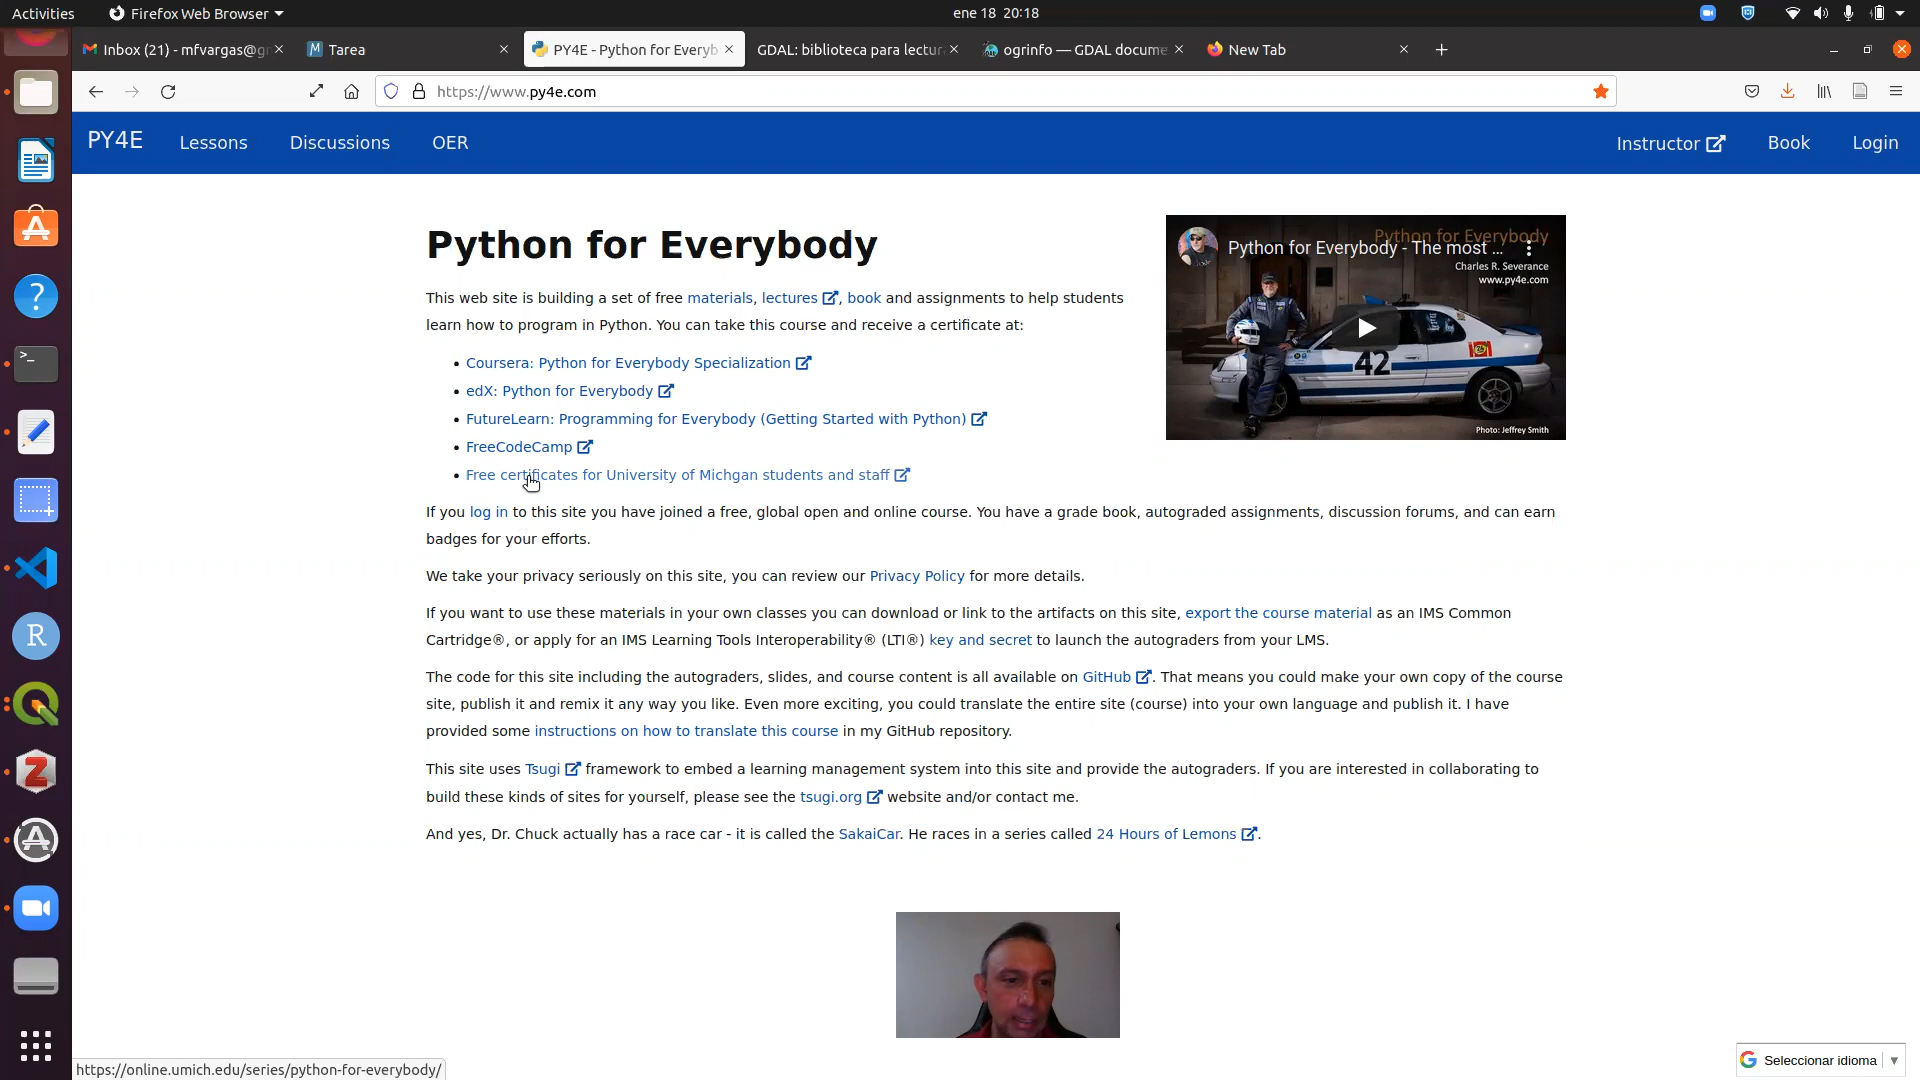 Activities
Firefox Web Browser
ene 18 20:18
Inbox (21) - mfvargas@g
Tarea
PY4E - Python for Everyb
GDAL: biblioteca para lectur
ogrinfo — GDAL docume
New Tab
https://www.py4e.com
PY4E
Lessons
Discussions
OER
Instructor
Book
Login
Python for Everybody
This web site is building a set of free materials, lectures , book and assignments to help students
learn how to program in Python. You can take this course and receive a certificate at:
Coursera: Python for Everybody Specialization
edX: Python for Everybody
FutureLearn: Programming for Everybody (Getting Started with Python)
FreeCodeCamp
Free certificates for University of Michgan students and staff
Python for Everybody
Python for Everybody - The most ...
Charles R. Severance
www.py4e.com
42
Photo: Jeffrey Smith
If you log in to this site you have joined a free, global open and online course. You have a grade book, autograded assignments, discussion forums, and can earn
badges for your efforts.
We take your privacy seriously on this site, you can review our Privacy Policy for more details.
If you want to use these materials in your own classes you can download or link to the artifacts on this site, export the course material as an IMS Common
Cartridge®, or apply for an IMS Learning Tools Interoperability® (LTI®) key and secret to launch the autograders from your LMS.
The code for this site including the autograders, slides, and course content is all available on GitHub . That means you could make your own copy of the course
site, publish it and remix it any way you like. Even more exciting, you could translate the entire site (course) into your own language and publish it. I have
provided some instructions on how to translate this course in my GitHub repository.
This site uses Tsugi framework to embed a learning management system into this site and provide the autograders. If you are interested in collaborating to
build these kinds of sites for yourself, please see the tsugi.org website and/or contact me.
And yes, Dr. Chuck actually has a race car - it is called the SakaiCar. He races in a series called 24 Hours of Lemons .
Seleccionar idioma
https://online.umich.edu/series/python-for-everybody/